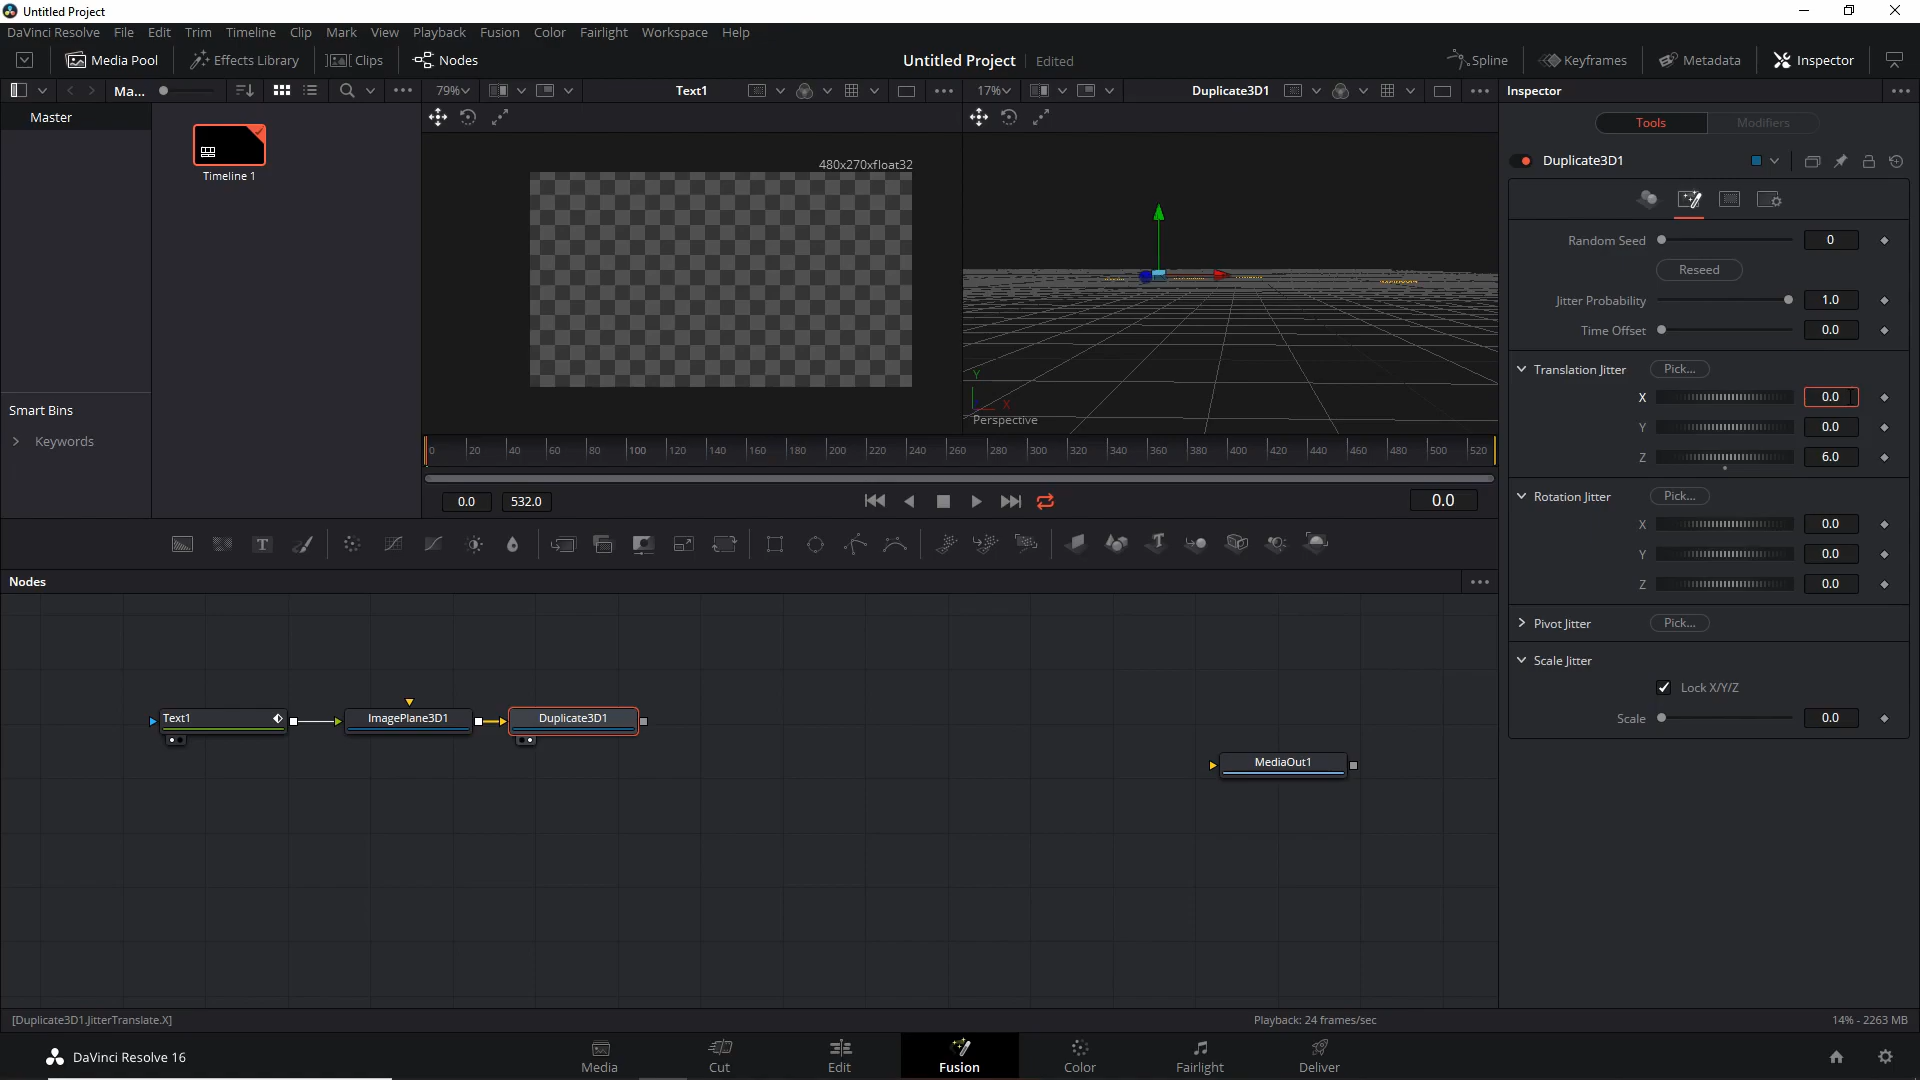 Untitled Project
DaVinci Resolve File Edit Trim Timeline Clip Mark View Playback Fusion Color Fairlight Workspace Help
Media Pool Effects Library Clips Nodes Untitled Project Edited Spline Keyframes Metadata Inspector
Ma... 79% Text1 17% Duplicate3D1 Inspector
Master
Timeline 1
Smart Bins
Keywords
480x270xfloat32
Y
X
Perspective
0 20 40 60 80 100 120 140 160 180 200 220 240 260 280 300 320 340 360 380 400 420 440 460 480 500 520
0.0 532.0 0.0
Tools Modifiers
Duplicate3D1
Random Seed 0
Reseed
Jitter Probability 1.0
Time Offset 0.0
Translation Jitter Pick...
X 0.0
Y 0.0
Z 6.0
Rotation Jitter Pick...
X 0.0
Y 0.0
Z 0.0
Pivot Jitter Pick...
Scale Jitter
Lock X/Y/Z
Scale 0.0
T
T
Nodes
Text1 ImagePlane3D1 Duplicate3D1
MediaOut1
[Duplicate3D1.JitterTranslate.X] Playback: 24 frames/sec 14% - 2263 MB
DaVinci Resolve 16 Media Cut Edit Fusion Color Fairlight Deliver